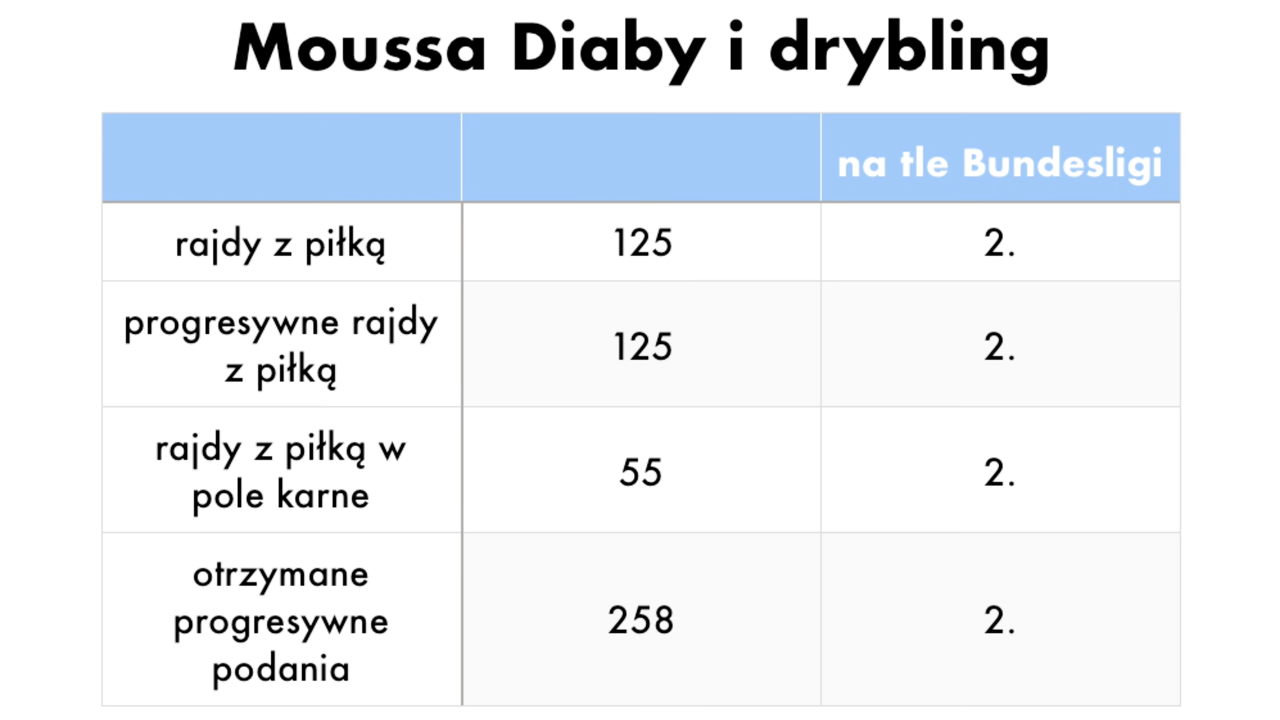 Moussa Diaby i drybling
na tle Bundesligi
rajdy z piłką 125 2.
progresywne rajdy
z piłką 125 2.
rajdy z piłką w
pole karne 55 2.
otrzymane
progresywne
podania 258 2.